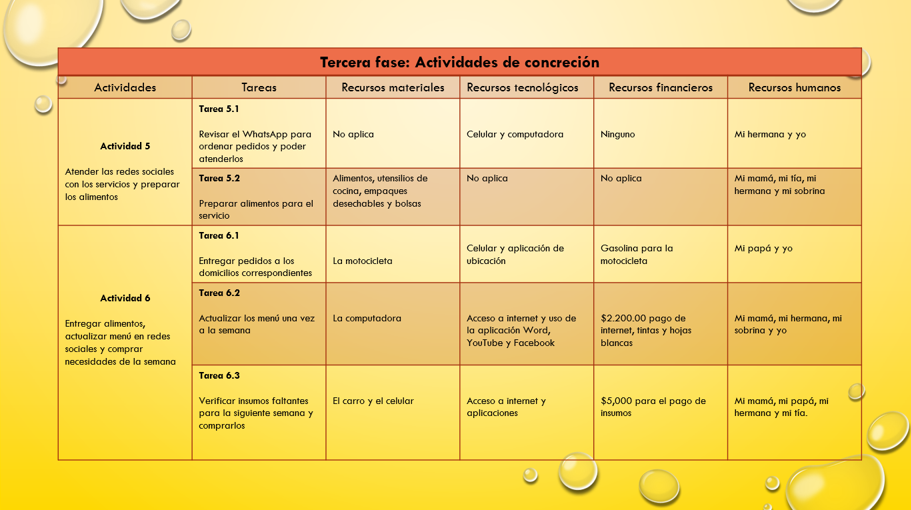 Tercera fase: Actividades de concreción
Actividades
Tareas
Recursos materiales
Recursos tecnológicos
Recursos financieros
Recursos humanos
Actividad 5
Atender las redes sociales
con los servicios y preparar
los alimentos
Tarea 5.1
Revisar el WhatsApp para
ordenar pedidos y poder
atenderlos
No aplica
Celular y computadora
Ninguno
Mi hermana y yo
Tarea 5.2
Preparar alimentos para el
servicio
Alimentos, utensilios de
cocina, empaques
desechables y bolsas
No aplica
No aplica
Mi mamá, mi tía, mi
hermana y mi sobrina
Actividad 6
Entregar alimentos,
actualizar menú en redes
sociales y comprar
necesidades de la semana
Tarea 6.1
Entregar pedidos a los
domicilios correspondientes
La motocicleta
Celular y aplicación de
ubicación
Gasolina para la
motocicleta
Mi papá y yo
Tarea 6.2
Actualizar los menú una vez
a la semana
La computadora
Acceso a internet y uso de
la aplicación Word,
YouTube y Facebook
$2.200.00 pago de
internet, tintas y hojas
blancas
Mi mamá, mi hermana, mi
sobrina y yo
Tarea 6.3
Verificar insumos faltantes
para la siguiente semana y
comprarlos
El carro y el celular
Acceso a internet y
aplicaciones
$5,000 para el pago de
insumos
Mi mamá, mi papá, mi
hermana y mi tía.